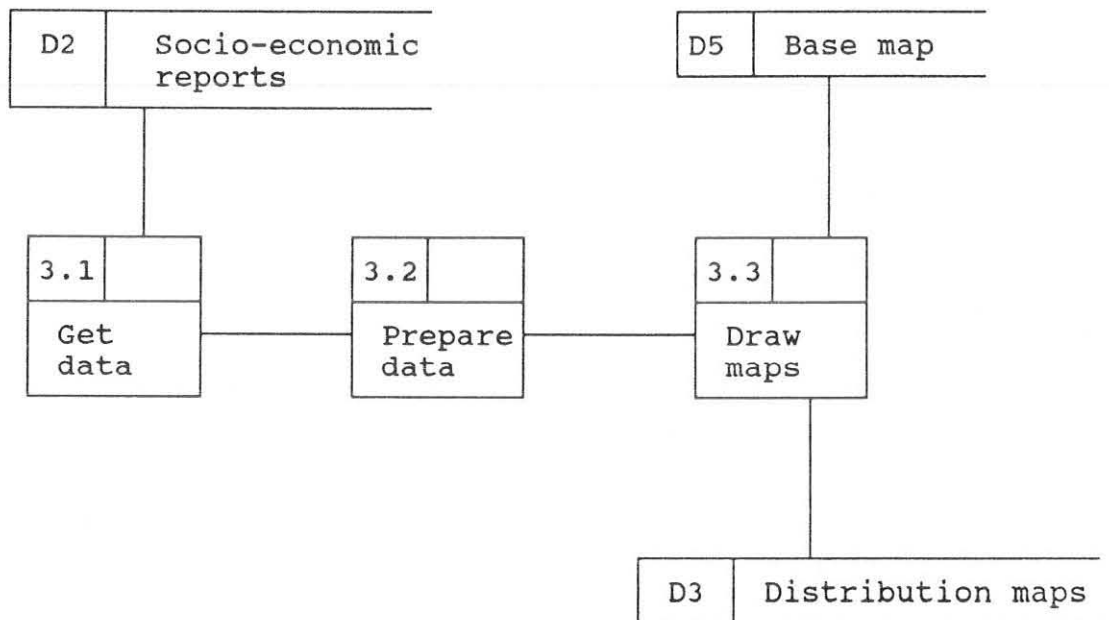 D2
Socio-economic
reports
D5
Base map
3.1
Get
data
3.2
Prepare
data
3.3
Draw
maps
D3
Distribution maps